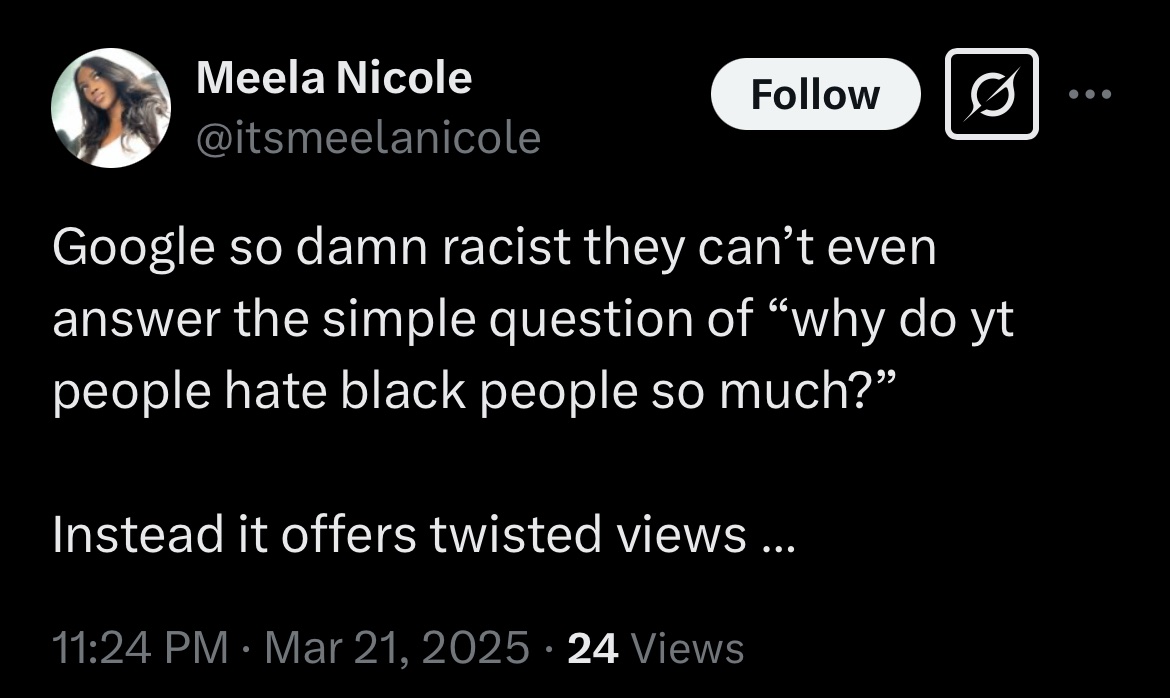 Meela Nicole
Follow
@itsmeelanicole
Google so damn racist they can’t even
answer the simple question of “why do yt
people hate black people so much?”
Instead it offers twisted views ...
11:24 PM · Mar 21, 2025 · 24 Views